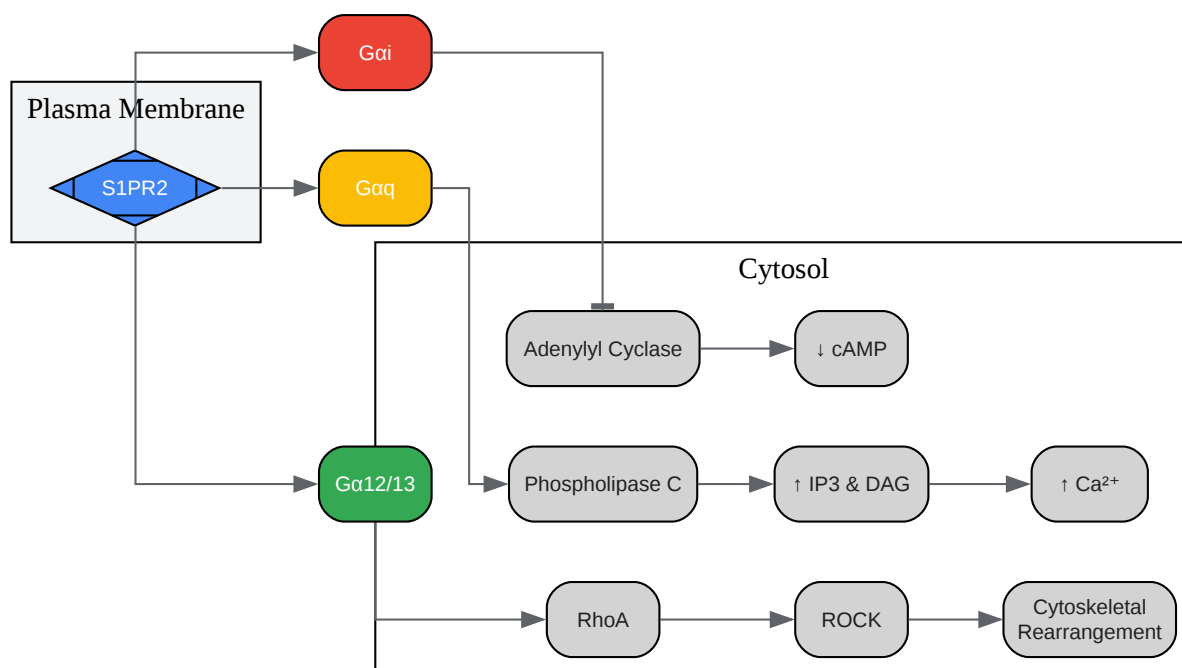 Gαi
Plasma Membrane
S1PR2
Gαq
Cytosol
Adenylyl Cyclase
↓ cAMP
Gα12/13
Phospholipase C
↑ IP3 & DAG
↑ Ca²⁺
RhoA
ROCK
Cytoskeletal
Rearrangement